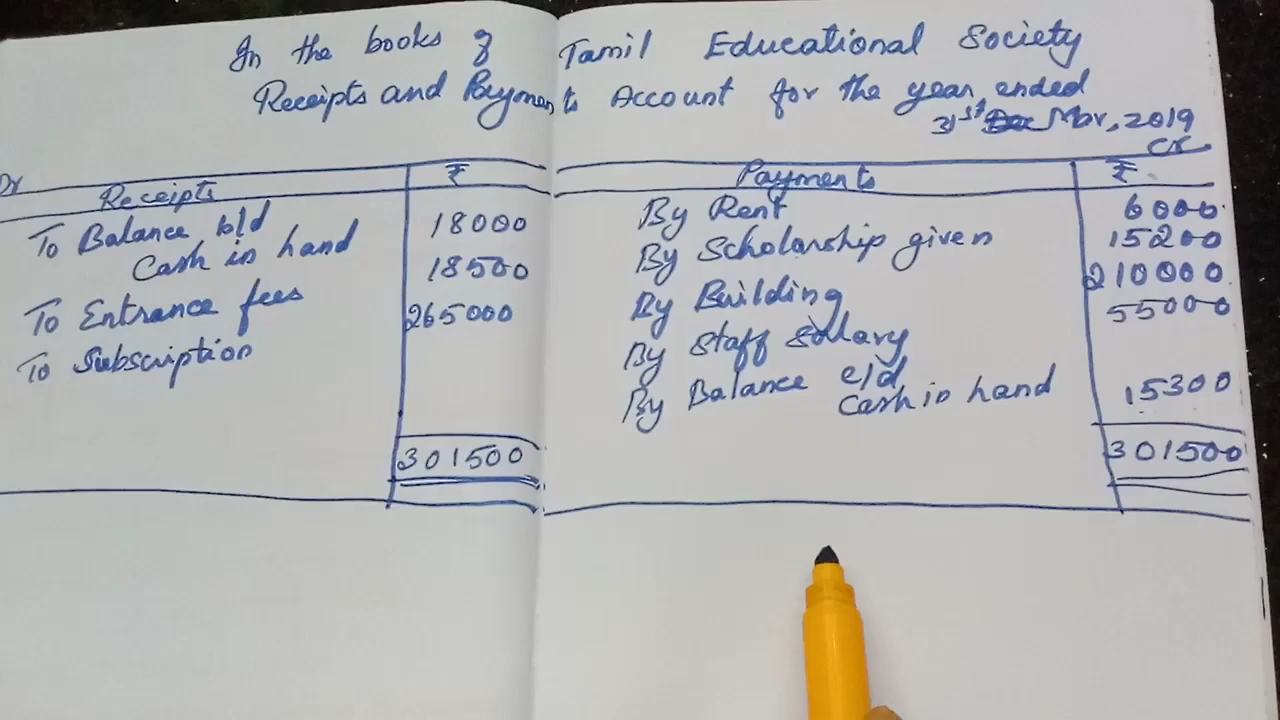 In the books of Tamil Educational Society
Receipts and Payments Account for the year ended
31st Mar, 2019
Dr
Cr
Receipts ₹
To Balance b/d 18000
Cash in hand
To Entrance fees 18500
To Subscription 265000
301500
Payments ₹
By Rent 6000
By Scholarship given 15200
By Building 210000
By Staff Salary 55000
By Balance c/d
Cash in hand 15300
301500